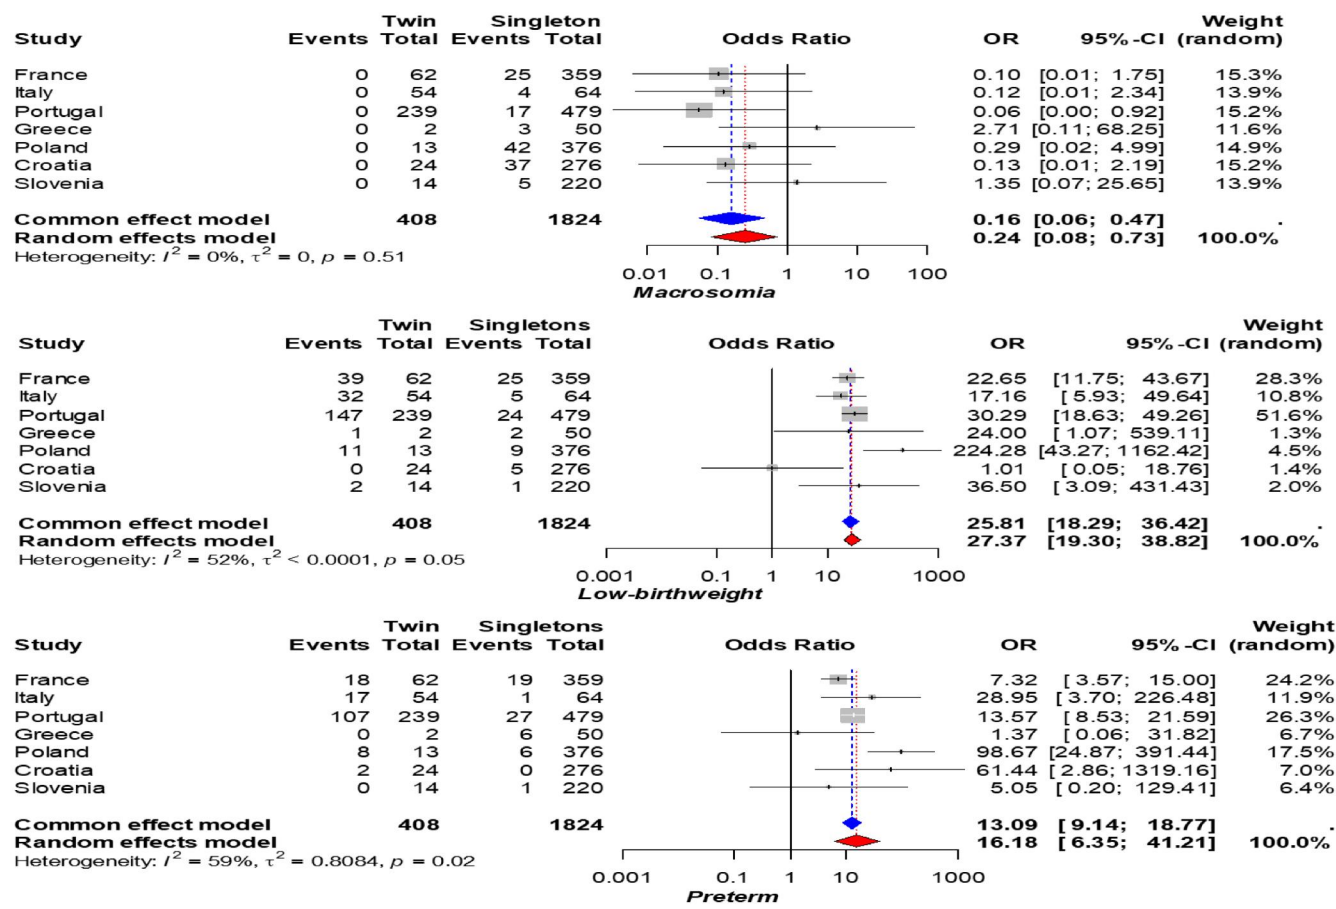 Twin Singleton Weight
Study Events Total Events Total Odds Ratio OR 95%-CI (random)
France 0 62 25 359 0.10 [0.01; 1.75] 15.3%
Italy 0 54 4 64 0.12 [0.01; 2.34] 13.9%
Portugal 0 239 17 479 0.06 [0.00; 0.92] 15.2%
Greece 0 2 3 50 2.71 [0.11; 68.25] 11.6%
Poland 0 13 42 376 0.29 [0.02; 4.99] 14.9%
Croatia 0 24 37 276 0.13 [0.01; 2.19] 15.2%
Slovenia 0 14 5 220 1.35 [0.07; 25.65] 13.9%
Common effect model 408 1824 0.16 [0.06; 0.47] .
Random effects model 0.24 [0.08; 0.73] 100.0%
Heterogeneity: I² = 0%, τ² = 0, p = 0.51
0.01 0.1 1 10 100
Macrosomia
Twin Singletons Weight
Study Events Total Events Total Odds Ratio OR 95%-CI (random)
France 39 62 25 359 22.65 [11.75; 43.67] 28.3%
Italy 32 54 5 64 17.16 [5.93; 49.64] 10.8%
Portugal 147 239 24 479 30.29 [18.63; 49.26] 51.6%
Greece 1 2 2 50 24.00 [1.07; 539.11] 1.3%
Poland 11 13 9 376 224.28 [43.27; 1162.42] 4.5%
Croatia 0 24 5 276 1.01 [0.05; 18.76] 1.4%
Slovenia 2 14 1 220 36.50 [3.09; 431.43] 2.0%
Common effect model 408 1824 25.81 [18.29; 36.42] .
Random effects model 27.37 [19.30; 38.82] 100.0%
Heterogeneity: I² = 52%, τ² < 0.0001, p = 0.05
0.001 0.1 1 10 1000
Low-birthweight
Twin Singletons Weight
Study Events Total Events Total Odds Ratio OR 95%-CI (random)
France 18 62 19 359 7.32 [3.57; 15.00] 24.2%
Italy 17 54 1 64 28.95 [3.70; 226.48] 11.9%
Portugal 107 239 27 479 13.57 [8.53; 21.59] 26.3%
Greece 0 2 6 50 1.37 [0.06; 31.82] 6.7%
Poland 8 13 6 376 98.67 [24.87; 391.44] 17.5%
Croatia 2 24 0 276 61.44 [2.86; 1319.16] 7.0%
Slovenia 0 14 1 220 5.05 [0.20; 129.41] 6.4%
Common effect model 408 1824 13.09 [9.14; 18.77] .
Random effects model 16.18 [6.35; 41.21] 100.0%
Heterogeneity: I² = 59%, τ² = 0.8084, p = 0.02
0.001 0.1 1 10 1000
Preterm